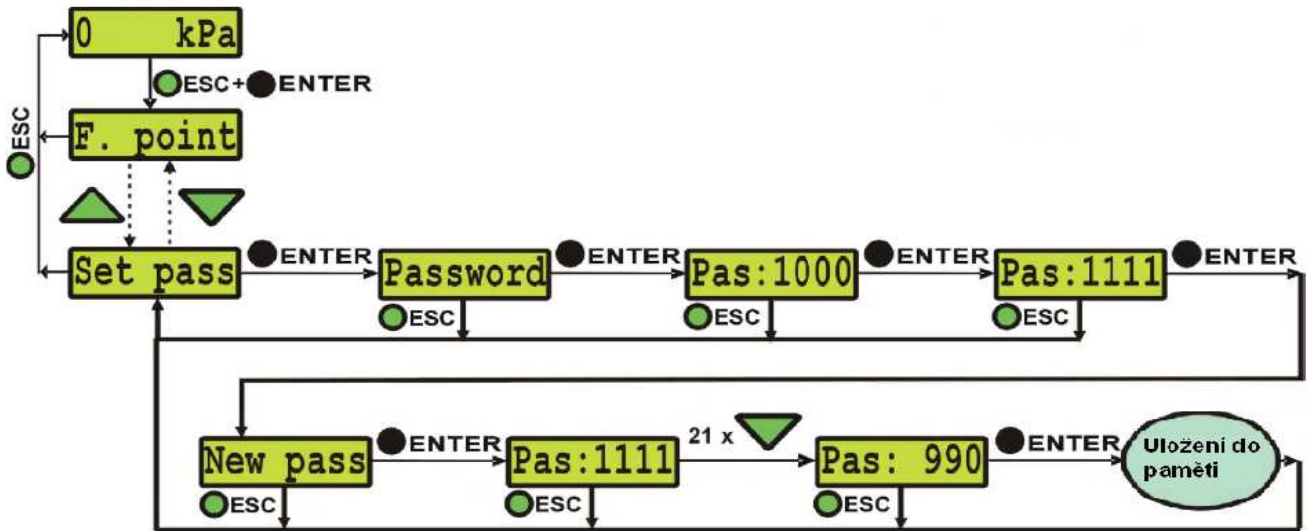 0 kPa
ESC+ ENTER
ESC
F. point
Set pass
ENTER
Password
ENTER
Pas:1000
ENTER
Pas:1111
ENTER
ESC
ESC
ESC
New pass
ENTER
Pas:1111
21 x
Pas: 990
ENTER
Uložení do
paměti
ESC
ESC
ESC